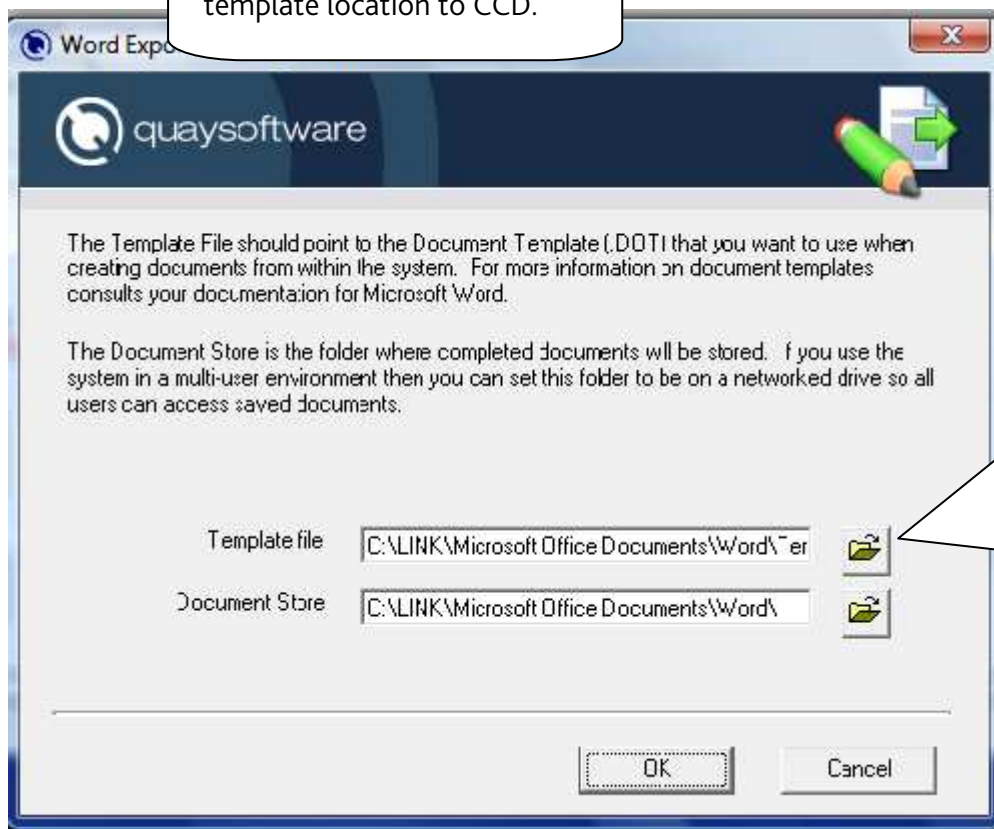 template location to CCD.
Word Expo
quaysoftware
The Template File should point to the Document Template (.DOT) that you want to use when
creating documents from within the system. For more information on document templates
consults your documentation for Microsoft Word.
The Document Store is the folder where completed documents will be stored. If you use the
system in a multi-user environment then you can set this folder to be on a networked drive so all
users can access saved documents.
Template file C:\LINK\Microsoft Office Documents\Word\Ter
Document Store C:\LINK\Microsoft Office Documents\Word\
OK Cancel